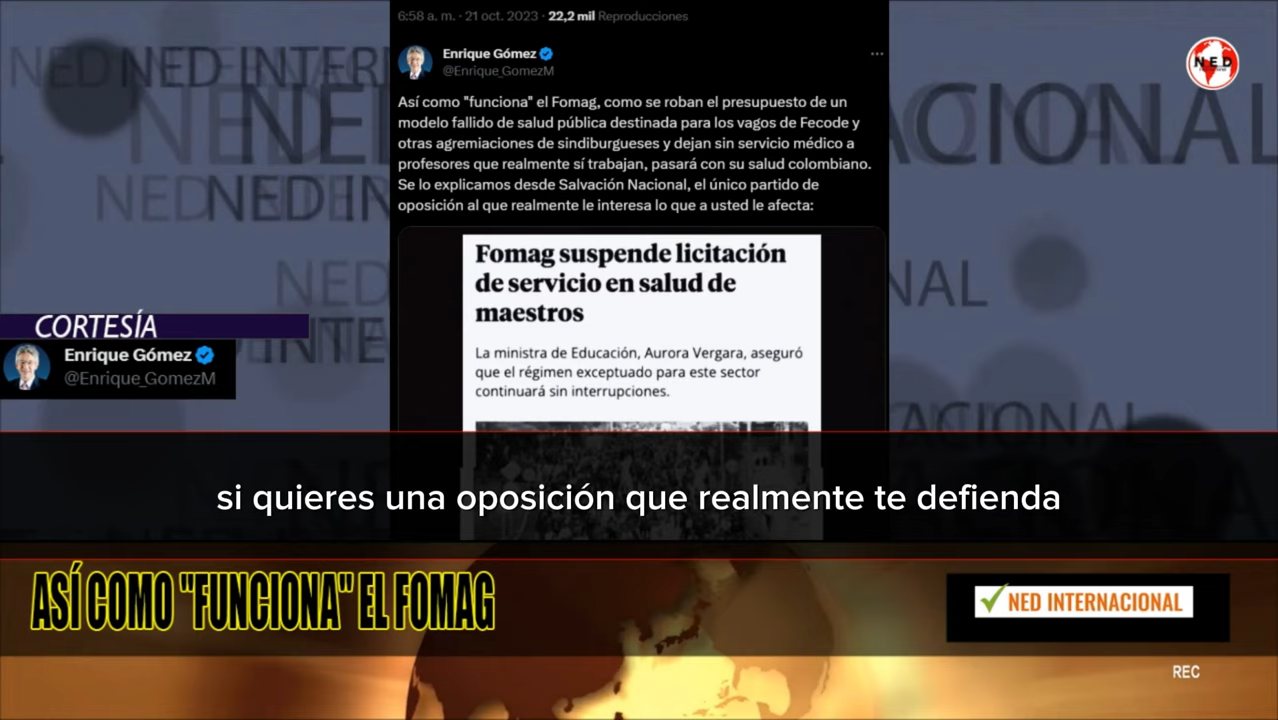 6:58 a. m. · 21 oct. 2023 · 22,2 mil Reproducciones
Enrique Gómez
@Enrique_GomezM
Así como "funciona" el Fomag, como se roban el presupuesto de un
modelo fallido de salud pública destinada para los vagos de Fecode y
otras agremiaciones de sindiburgueses y dejan sin servicio médico a
profesores que realmente sí trabajan, pasará con su salud colombiano.
Se lo explicamos desde Salvación Nacional, el único partido de
oposición al que realmente le interesa lo que a usted le afecta:
Fomag suspende licitación
de servicio en salud de
maestros
La ministra de Educación, Aurora Vergara, aseguró
que el régimen exceptuado para este sector
continuará sin interrupciones.
NED
CORTESÍA
Enrique Gómez
@Enrique_GomezM
si quieres una oposición que realmente te defienda
ASÍ COMO "FUNCIONA" EL FOMAG
NED INTERNACIONAL
REC